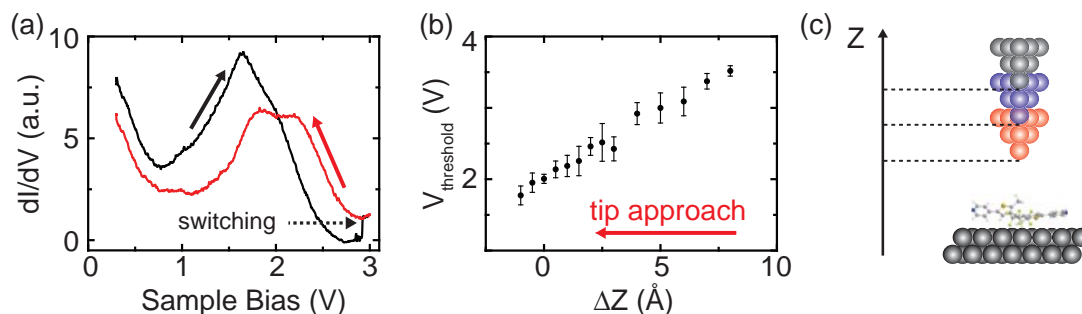 (a)
dI/dV (a.u.)
10
5
0
switching
0
1
2
3
Sample Bias (V)
(b)
V_threshold (V)
4
2
tip approach
0
5
10
ΔZ (Å)
(c)
Z